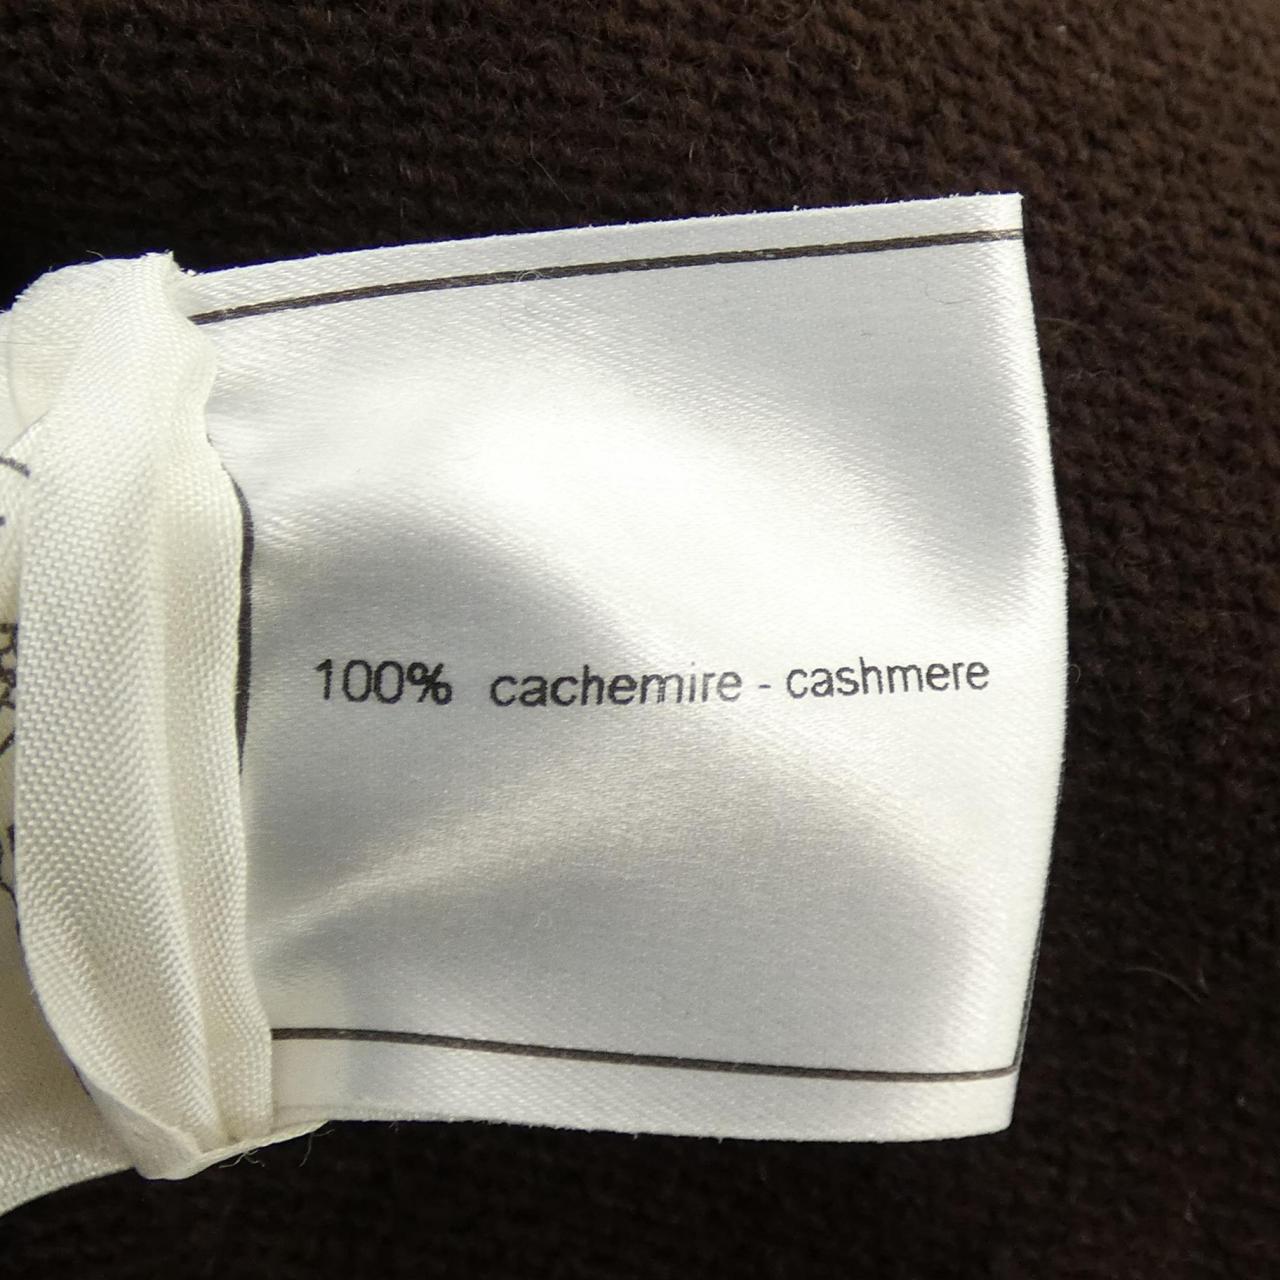 100% cachemire - cashmere